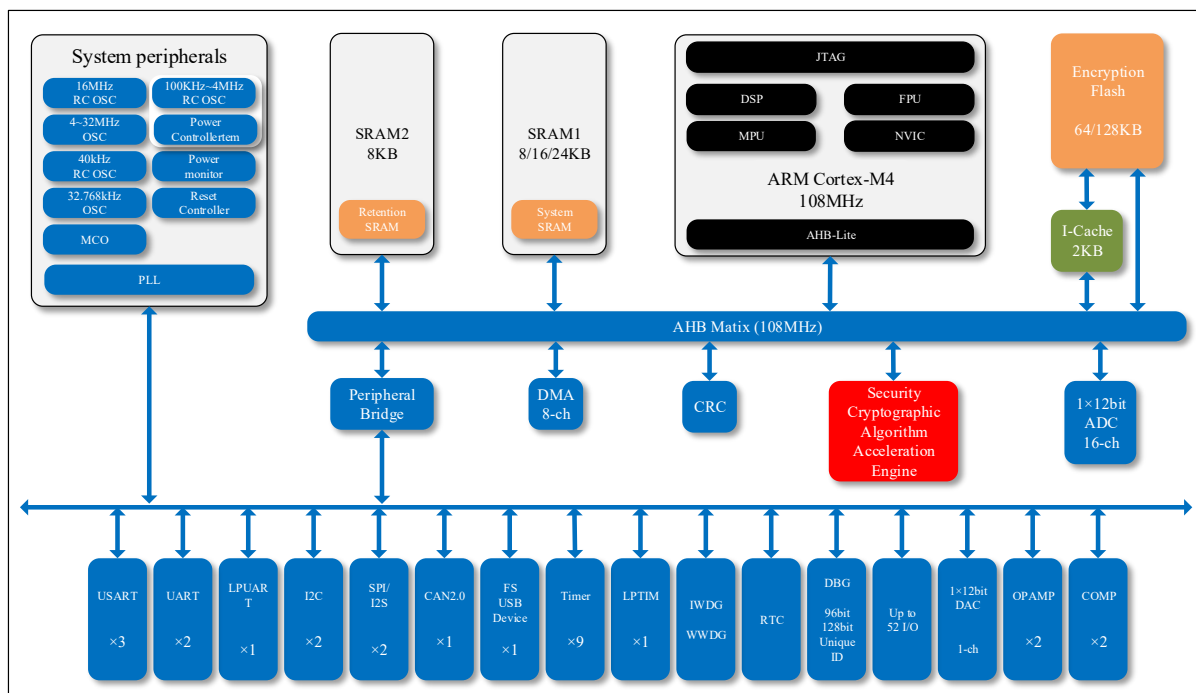 System peripherals
16MHz
RC OSC
100KHz~4MHz
RC OSC
4~32MHz
OSC
Power
Controllertem
40kHz
RC OSC
Power
monitor
32.768kHz
OSC
Reset
Controller
MCO
PLL
SRAM2
8KB
Retention
SRAM
SRAM1
8/16/24KB
System
SRAM
JTAG
DSP
FPU
MPU
NVIC
ARM Cortex-M4
108MHz
AHB-Lite
Encryption
Flash
64/128KB
I-Cache
2KB
AHB Matix (108MHz)
Peripheral
Bridge
DMA
8-ch
CRC
Security
Cryptographic
Algorithm
Acceleration
Engine
1×12bit
ADC
16-ch
USART
×3
UART
×2
LPUAR
T
×1
I2C
×2
SPI/
I2S
×2
CAN2.0
×1
FS
USB
Device
×1
Timer
×9
LPTIM
×1
IWDG
WWDG
RTC
DBG
96bit
128bit
Unique
ID
Up to
52 I/O
1×12bit
DAC
1-ch
OPAMP
×2
COMP
×2